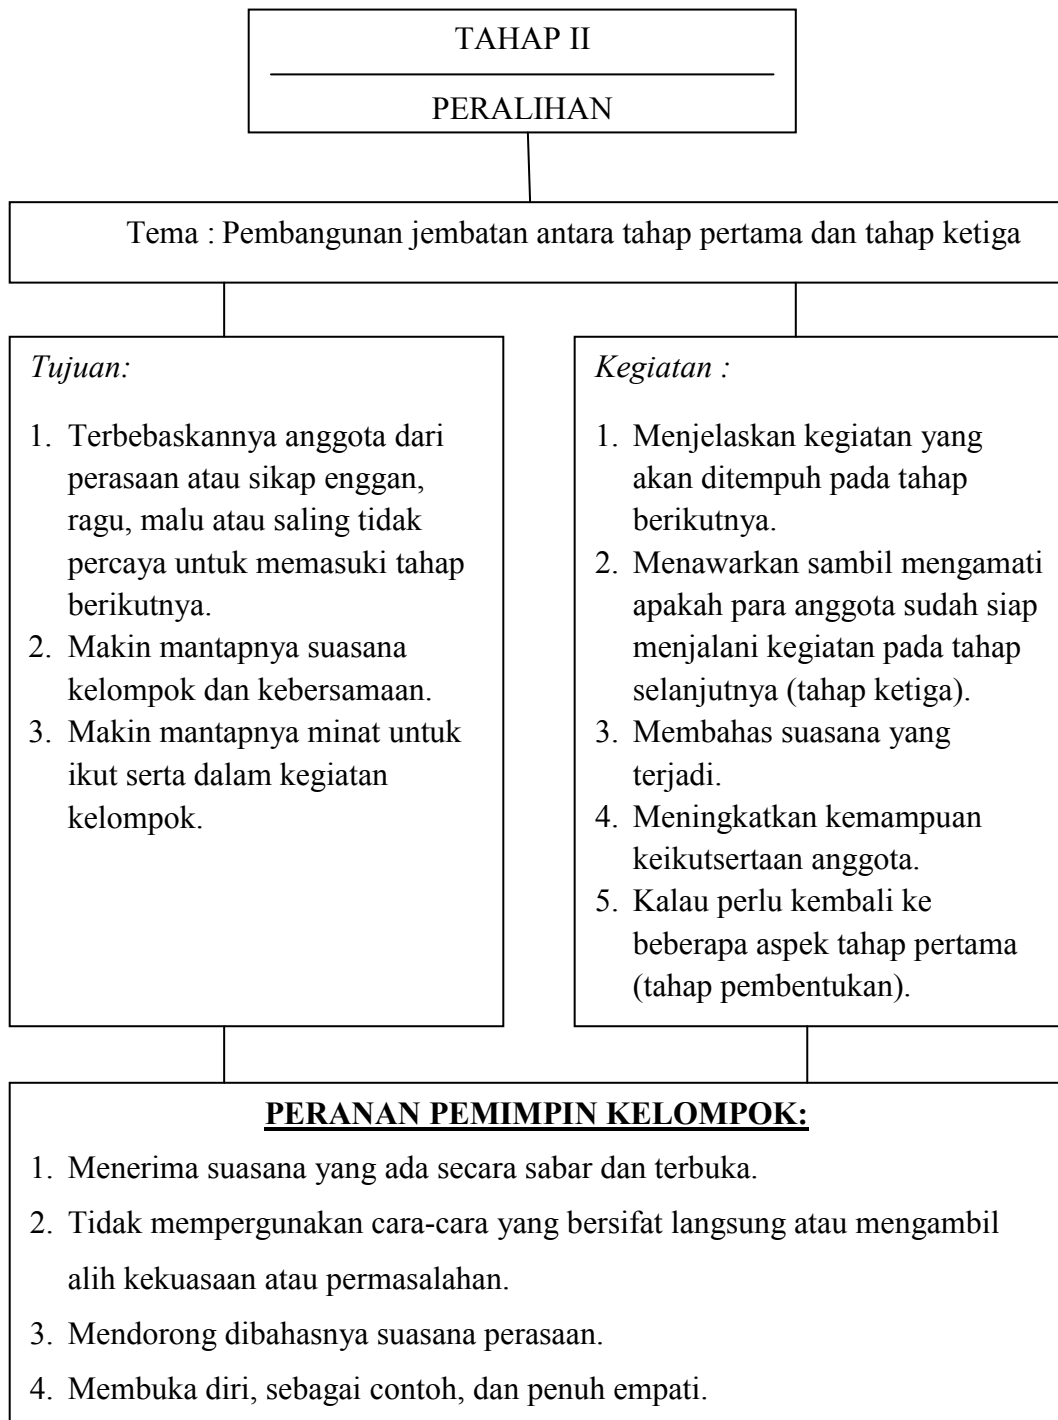 TAHAP II
PERALIHAN
Tema : Pembangunan jembatan antara tahap pertama dan tahap ketiga
Tujuan:
1. Terbebaskannya anggota dari
perasaan atau sikap enggan,
ragu, malu atau saling tidak
percaya untuk memasuki tahap
berikutnya.
2. Makin mantapnya suasana
kelompok dan kebersamaan.
3. Makin mantapnya minat untuk
ikut serta dalam kegiatan
kelompok.
Kegiatan :
1. Menjelaskan kegiatan yang
akan ditempuh pada tahap
berikutnya.
2. Menawarkan sambil mengamati
apakah para anggota sudah siap
menjalani kegiatan pada tahap
selanjutnya (tahap ketiga).
3. Membahas suasana yang
terjadi.
4. Meningkatkan kemampuan
keikutsertaan anggota.
5. Kalau perlu kembali ke
beberapa aspek tahap pertama
(tahap pembentukan).
PERANAN PEMIMPIN KELOMPOK:
1. Menerima suasana yang ada secara sabar dan terbuka.
2. Tidak mempergunakan cara-cara yang bersifat langsung atau mengambil
alih kekuasaan atau permasalahan.
3. Mendorong dibahasnya suasana perasaan.
4. Membuka diri, sebagai contoh, dan penuh empati.